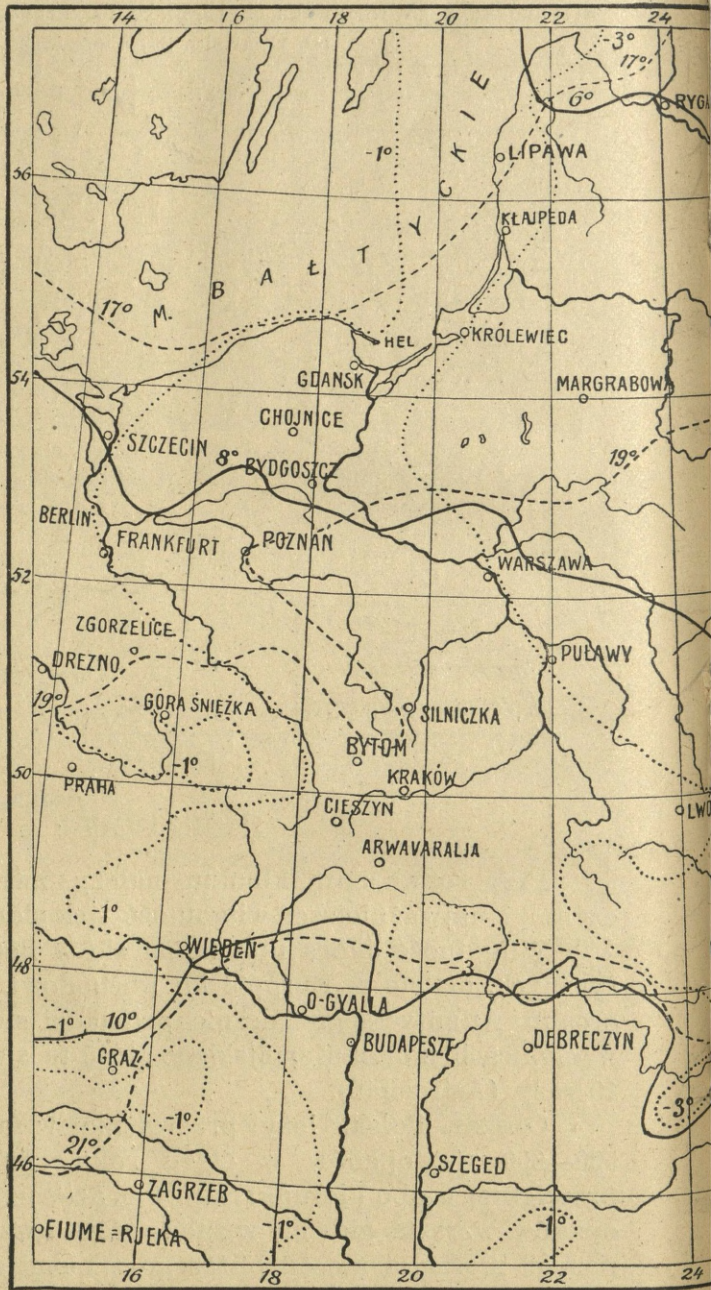 14 16 18 20 22 24
-3°
17°
6°
RYGA
-1°
LIPAWA
56
KŁAJPEDA
M. BAŁTYCKIE
17°
HEL
KRÓLEWIEC
54
GDANSK
MARGRABOWA
CHOJNICE
SZCZECIN
8°
BYDGOSZCZ
19°
BERLIN
FRANKFURT
POZNAŃ
WARSZAWA
52
ZGORZELICE
DREZNO
PUŁAWY
19°
GÓRA ŚNIEŻKA
SILNICZKA
-1°
BYTOM
50
PRAHA
KRAKÓW
CIESZYN
LWÓ
ARWAVARALJA
-1°
WIEDEŃ
48
-3
O-GYALLA
-1°
10°
BUDAPESZT
DEBRECZYN
GRAZ
-3°
-1°
21°
46
SZEGED
ZAGRZEB
FIUME=RJEKA
-1°
-1°
16 18 20 22 24